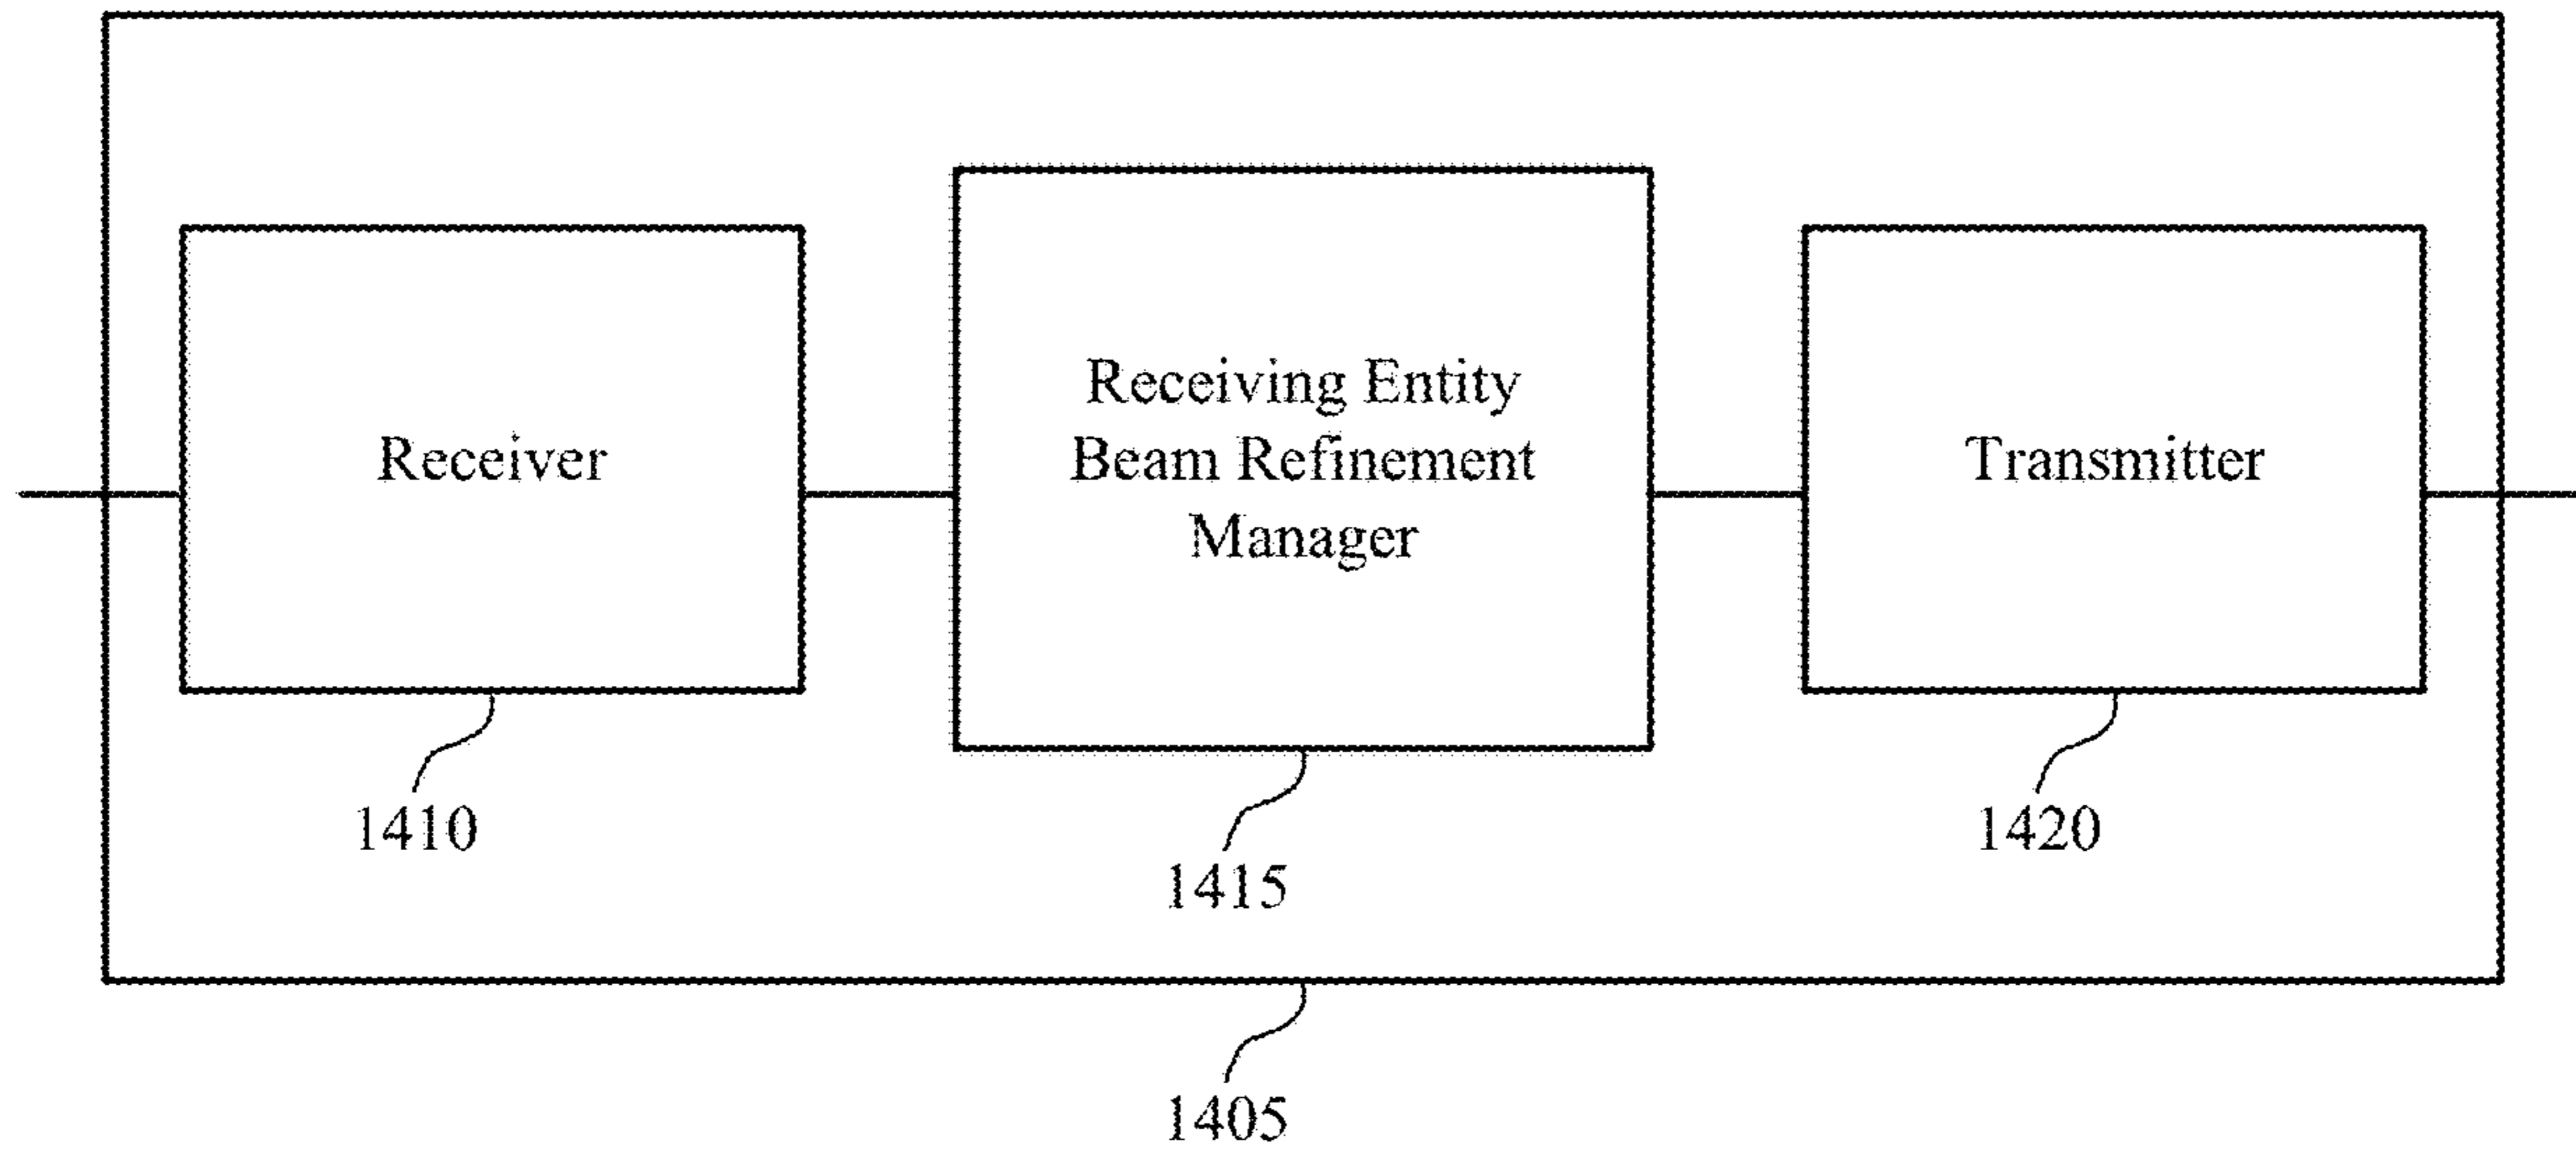 Receiver
Receiving Entity
Beam Refinement
Manager
Transmitter
1410
1415
1420
1405